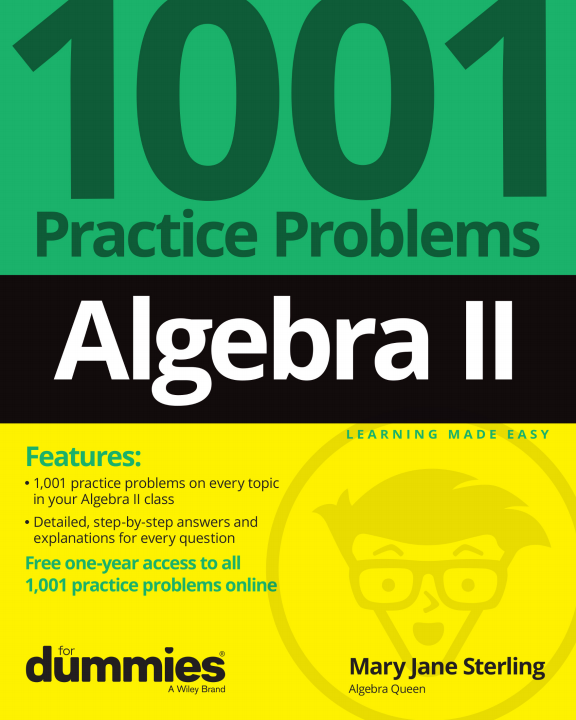 1001
Practice Problems
Algebra II
LEARNING MADE EASY
Features:
• 1,001 practice problems on every topic
in your Algebra II class
• Detailed, step-by-step answers and
explanations for every question
Free one-year access to all
1,001 practice problems online
for
dummies®
A Wiley Brand
Mary Jane Sterling
Algebra Queen